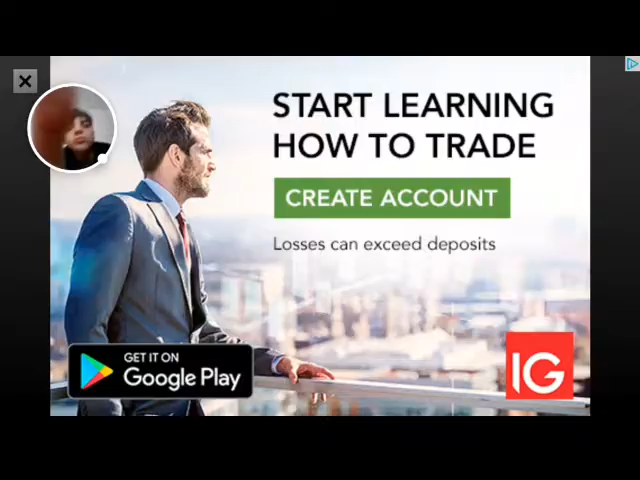 START LEARNING
HOW TO TRADE
CREATE ACCOUNT
Losses can exceed deposits
GET IT ON
Google Play
IG